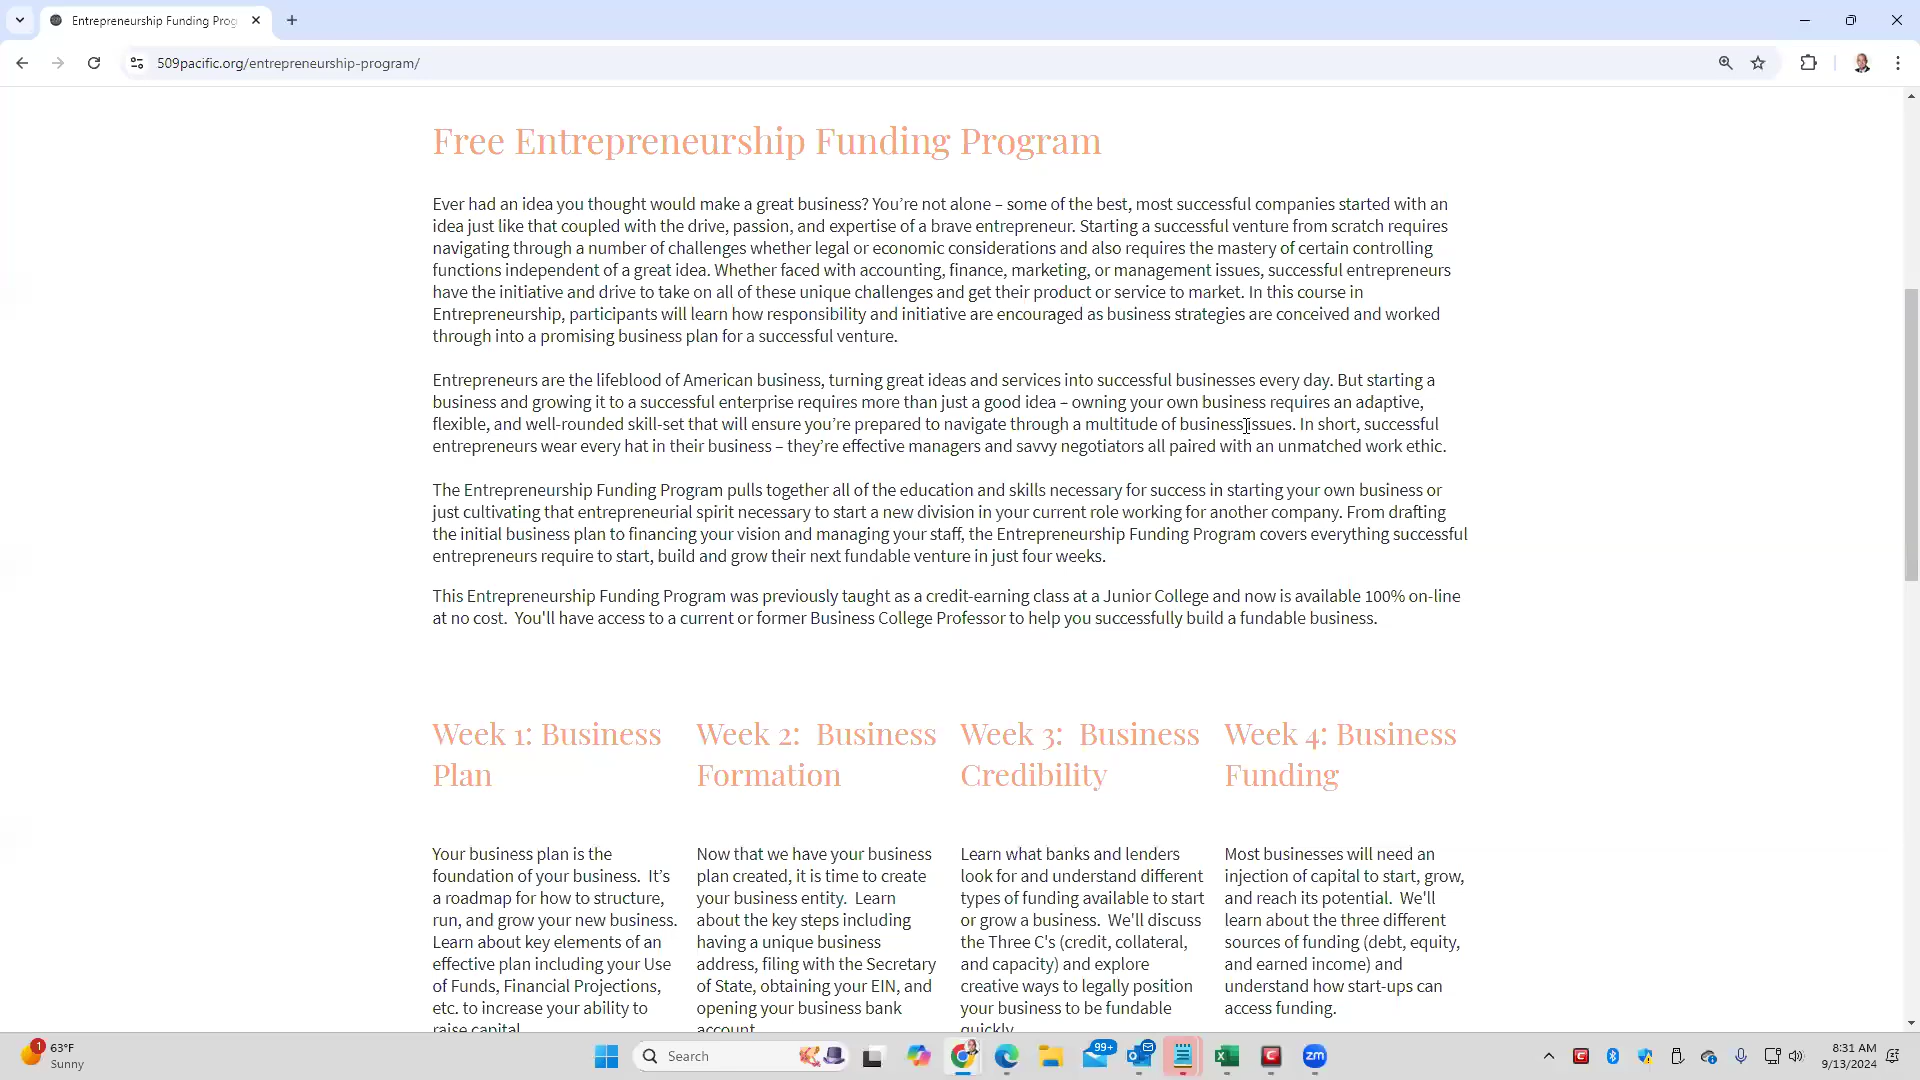 Entrepreneurship Funding Prog
509pacific.org/entrepreneurship-program/
Free Entrepreneurship Funding Program
Ever had an idea you thought would make a great business? You’re not alone – some of the best, most successful companies started with an
idea just like that coupled with the drive, passion, and expertise of a brave entrepreneur. Starting a successful venture from scratch requires
navigating through a number of challenges whether legal or economic considerations and also requires the mastery of certain controlling
functions independent of a great idea. Whether faced with accounting, finance, marketing, or management issues, successful entrepreneurs
have the initiative and drive to take on all of these unique challenges and get their product or service to market. In this course in
Entrepreneurship, participants will learn how responsibility and initiative are encouraged as business strategies are conceived and worked
through into a promising business plan for a successful venture.
Entrepreneurs are the lifeblood of American business, turning great ideas and services into successful businesses every day. But starting a
business and growing it to a successful enterprise requires more than just a good idea – owning your own business requires an adaptive,
flexible, and well-rounded skill-set that will ensure you’re prepared to navigate through a multitude of business issues. In short, successful
entrepreneurs wear every hat in their business – they’re effective managers and savvy negotiators all paired with an unmatched work ethic.
The Entrepreneurship Funding Program pulls together all of the education and skills necessary for success in starting your own business or
just cultivating that entrepreneurial spirit necessary to start a new division in your current role working for another company. From drafting
the initial business plan to financing your vision and managing your staff, the Entrepreneurship Funding Program covers everything successful
entrepreneurs require to start, build and grow their next fundable venture in just four weeks.
This Entrepreneurship Funding Program was previously taught as a credit-earning class at a Junior College and now is available 100% on-line
at no cost.  You'll have access to a current or former Business College Professor to help you successfully build a fundable business.
Week 1: Business
Plan
Your business plan is the
foundation of your business.  It’s
a roadmap for how to structure,
run, and grow your new business.
Learn about key elements of an
effective plan including your Use
of Funds, Financial Projections,
etc. to increase your ability to
raise capital.
Week 2:  Business
Formation
Now that we have your business
plan created, it is time to create
your business entity.  Learn
about the key steps including
having a unique business
address, filing with the Secretary
of State, obtaining your EIN, and
opening your business bank
account.
Week 3:  Business
Credibility
Learn what banks and lenders
look for and understand different
types of funding available to start
or grow a business.  We'll discuss
the Three C's (credit, collateral,
and capacity) and explore
creative ways to legally position
your business to be fundable
quickly.
Week 4: Business
Funding
Most businesses will need an
injection of capital to start, grow,
and reach its potential.  We'll
learn about the three different
sources of funding (debt, equity,
and earned income) and
understand how start-ups can
access funding.
1
63°F
Sunny
Search
99+
zm
8:31 AM
9/13/2024